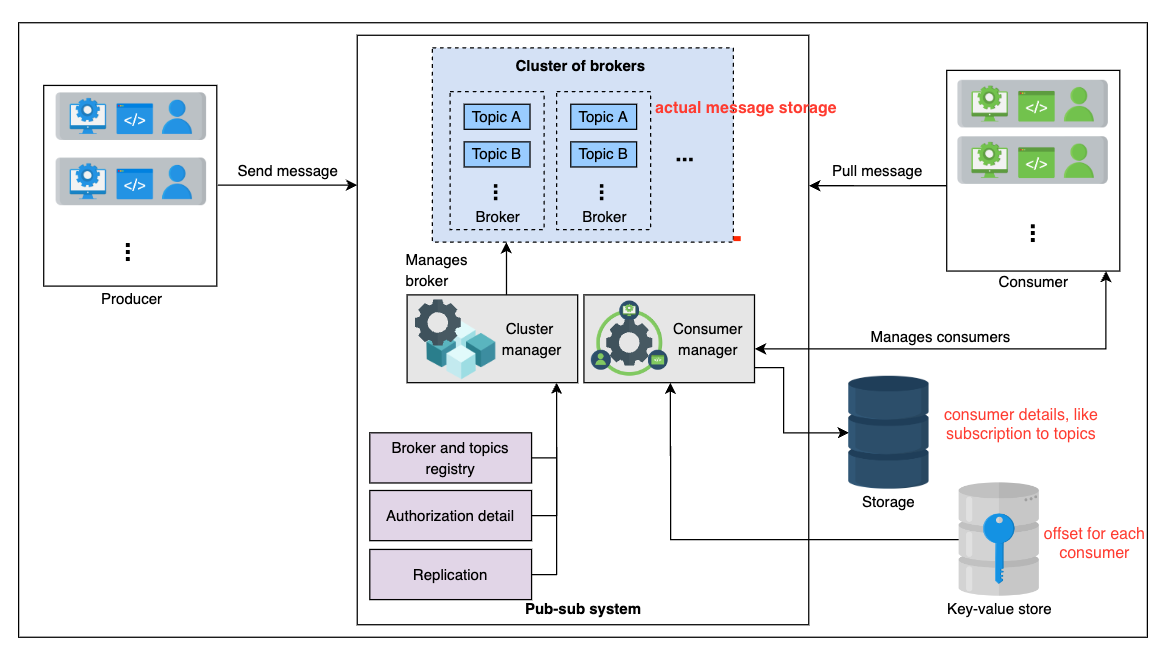 Cluster of brokers
actual message storage
Topic A
Topic A
Topic B
Topic B
...
Broker
Broker
</>
</>
Send message
Producer
Pull message
</>
</>
Consumer
Manages
broker
Cluster
manager
Consumer
manager
Manages consumers
Broker and topics
registry
Authorization detail
Replication
Pub-sub system
consumer details, like
subscription to topics
Storage
offset for each
consumer
Key-value store